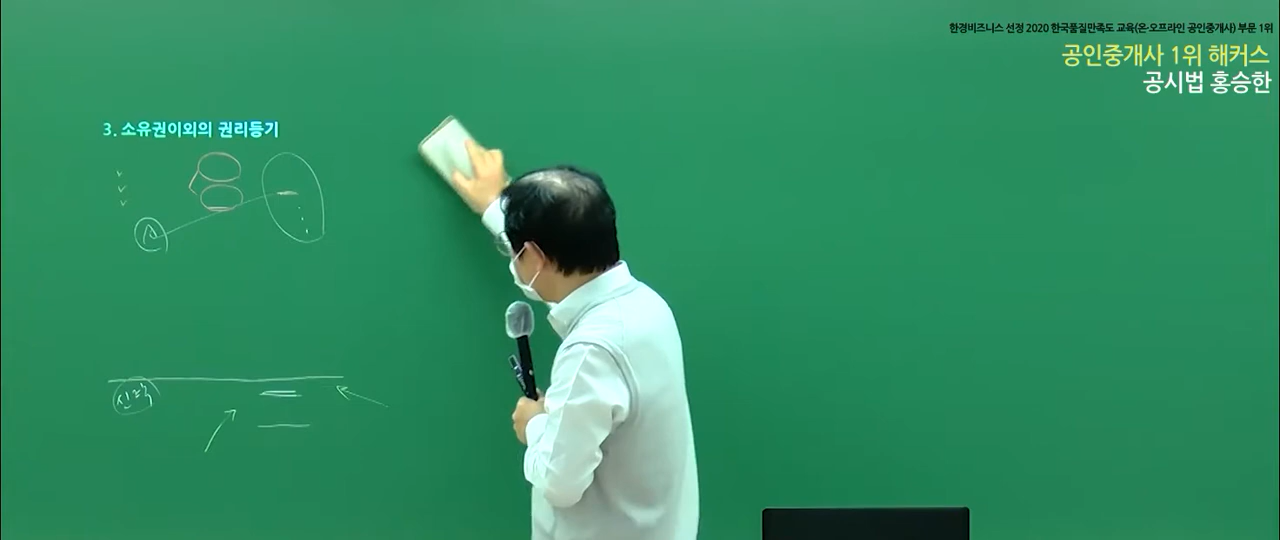 한경비즈니스 선정 2020 한국품질만족도 교육(온·오프라인 공인중개사) 부문 1위
공인중개사 1위 해커스
공시법 홍승한
3. 소유권이외의 권리등기
신탁